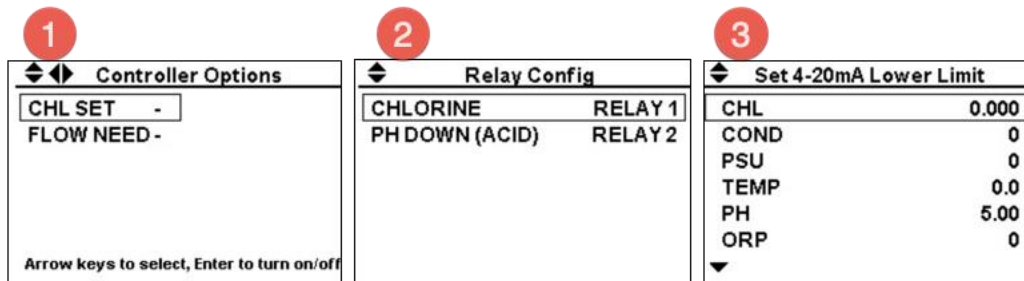 1
Controller Options
CHL SET -
FLOW NEED -
Arrow keys to select, Enter to turn on/off
2
Relay Config
CHLORINE RELAY 1
PH DOWN (ACID) RELAY 2
3
Set 4-20mA Lower Limit
CHL 0.000
COND 0
PSU 0
TEMP 0.0
PH 5.00
ORP 0